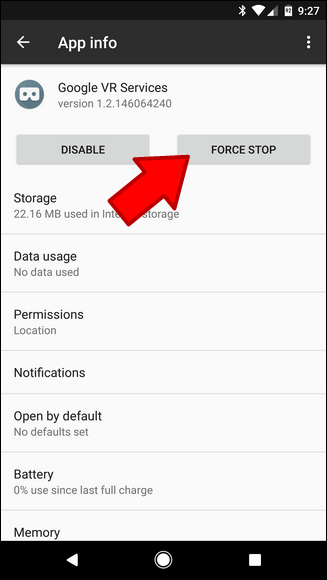 9:27
App info
Google VR Services
version 1.2.146064240
DISABLE
FORCE STOP
Storage
22.16 MB used in Inte storage
Data usage
No data used
Permissions
Location
Notifications
Open by default
No defaults set
Battery
0% use since last full charge
Memory